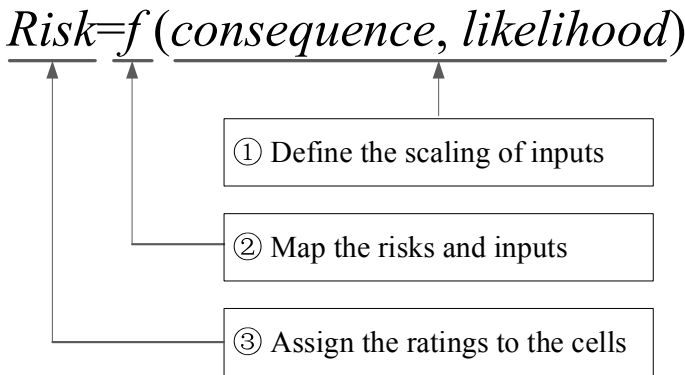 Risk=f (consequence, likelihood)
① Define the scaling of inputs
② Map the risks and inputs
③ Assign the ratings to the cells